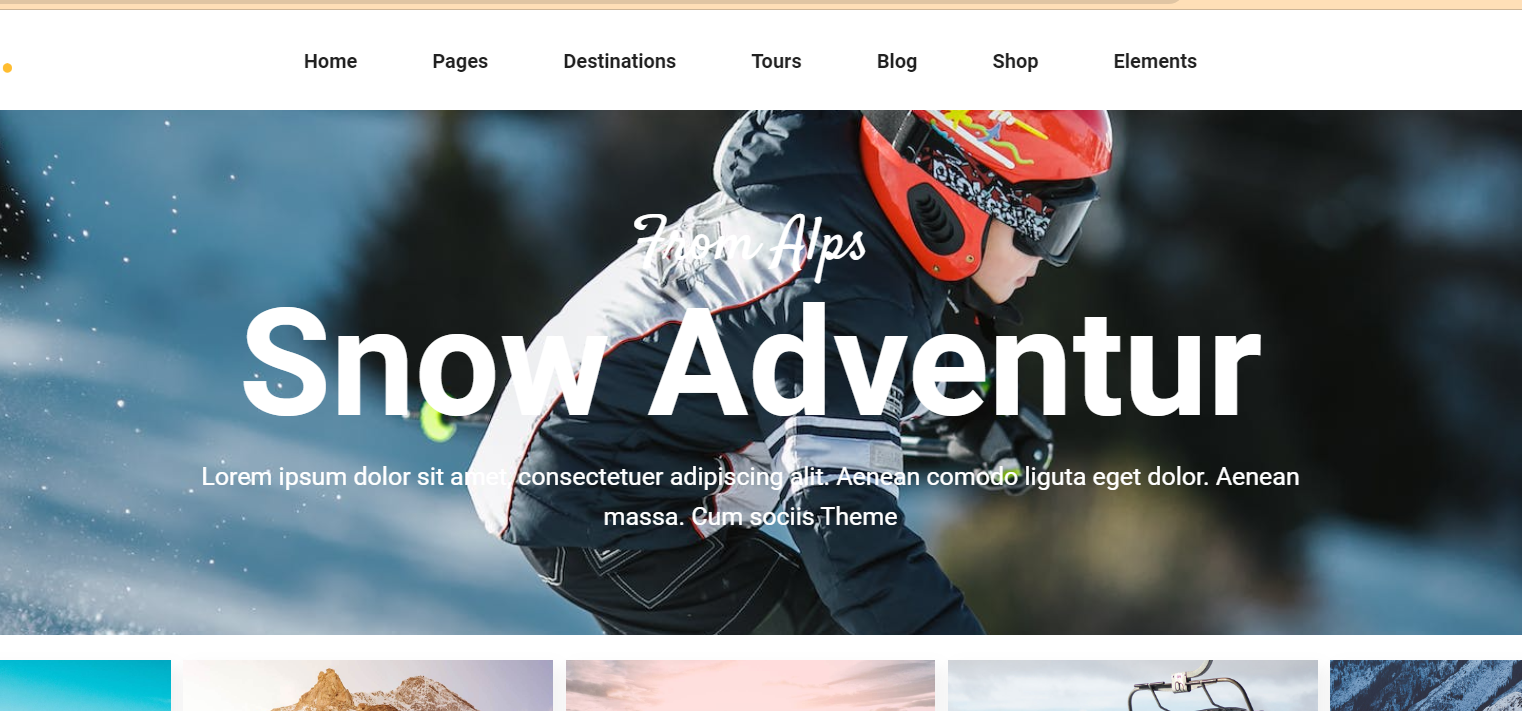 Home Pages Destinations Tours Blog Shop Elements
From Alps
Snow Adventur
Lorem ipsum dolor sit amet, consectetuer adipiscing alit. Aenean comodo liguta eget dolor. Aenean
massa. Cum sociis Theme